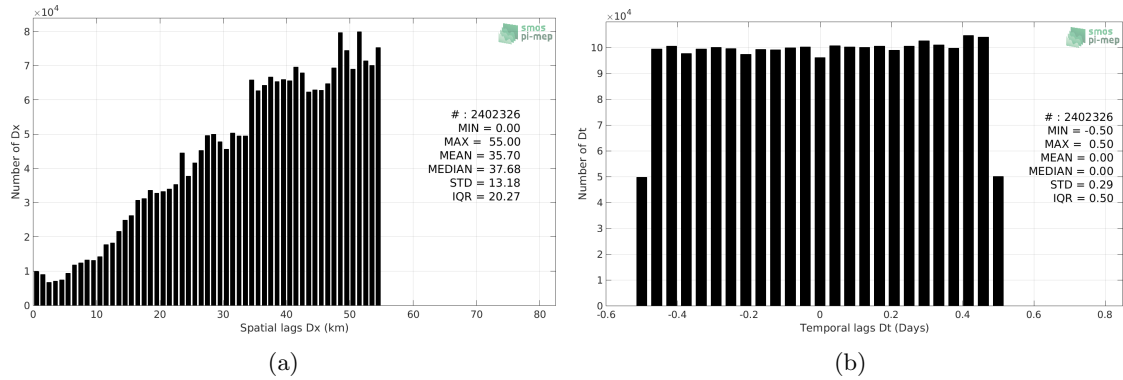 ×10⁴
8
7
6
5
4
3
2
1
0
Number of Dx
0
10
20
30
40
50
60
70
80
Spatial lags Dx (km)
smos
pi-mep
# : 2402326
MIN = 0.00
MAX = 55.00
MEAN = 35.70
MEDIAN = 37.68
STD = 13.18
IQR = 20.27
(a)
×10⁴
10
9
8
7
6
5
4
3
2
1
0
Number of Dt
-0.6
-0.4
-0.2
0
0.2
0.4
0.6
0.8
Temporal lags Dt (Days)
smos
pi-mep
# : 2402326
MIN = -0.50
MAX = 0.50
MEAN = 0.00
MEDIAN = 0.00
STD = 0.29
IQR = 0.50
(b)